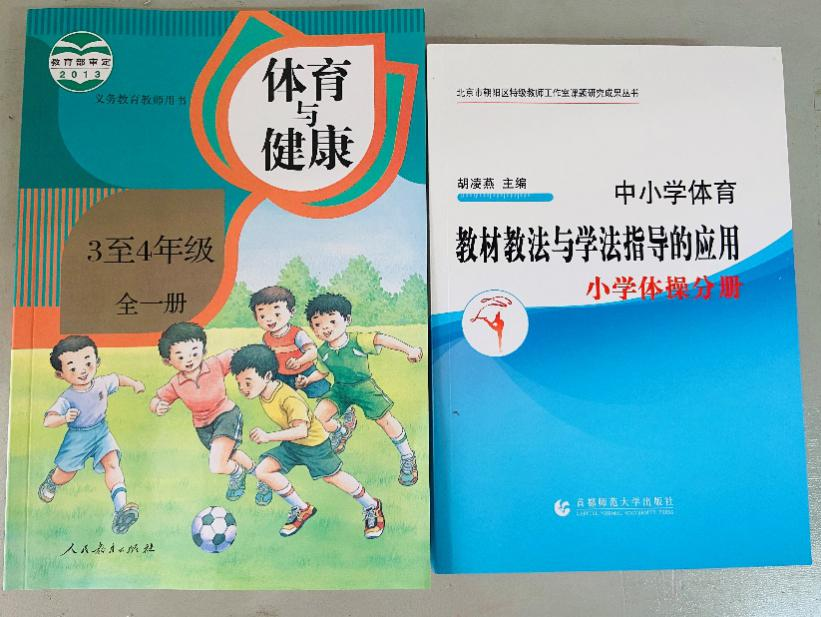 教育部审定
2013
义务教育教师用书
体育
与
健康
3至4年级
全一册
人民教育出版社
北京市朝阳区特级教师工作室课题研究成果丛书
胡凌燕 主编
中小学体育
教材教法与学法指导的应用
小学体操分册
首都师范大学出版社
CAPITAL NORMAL UNIVERSITY PRESS